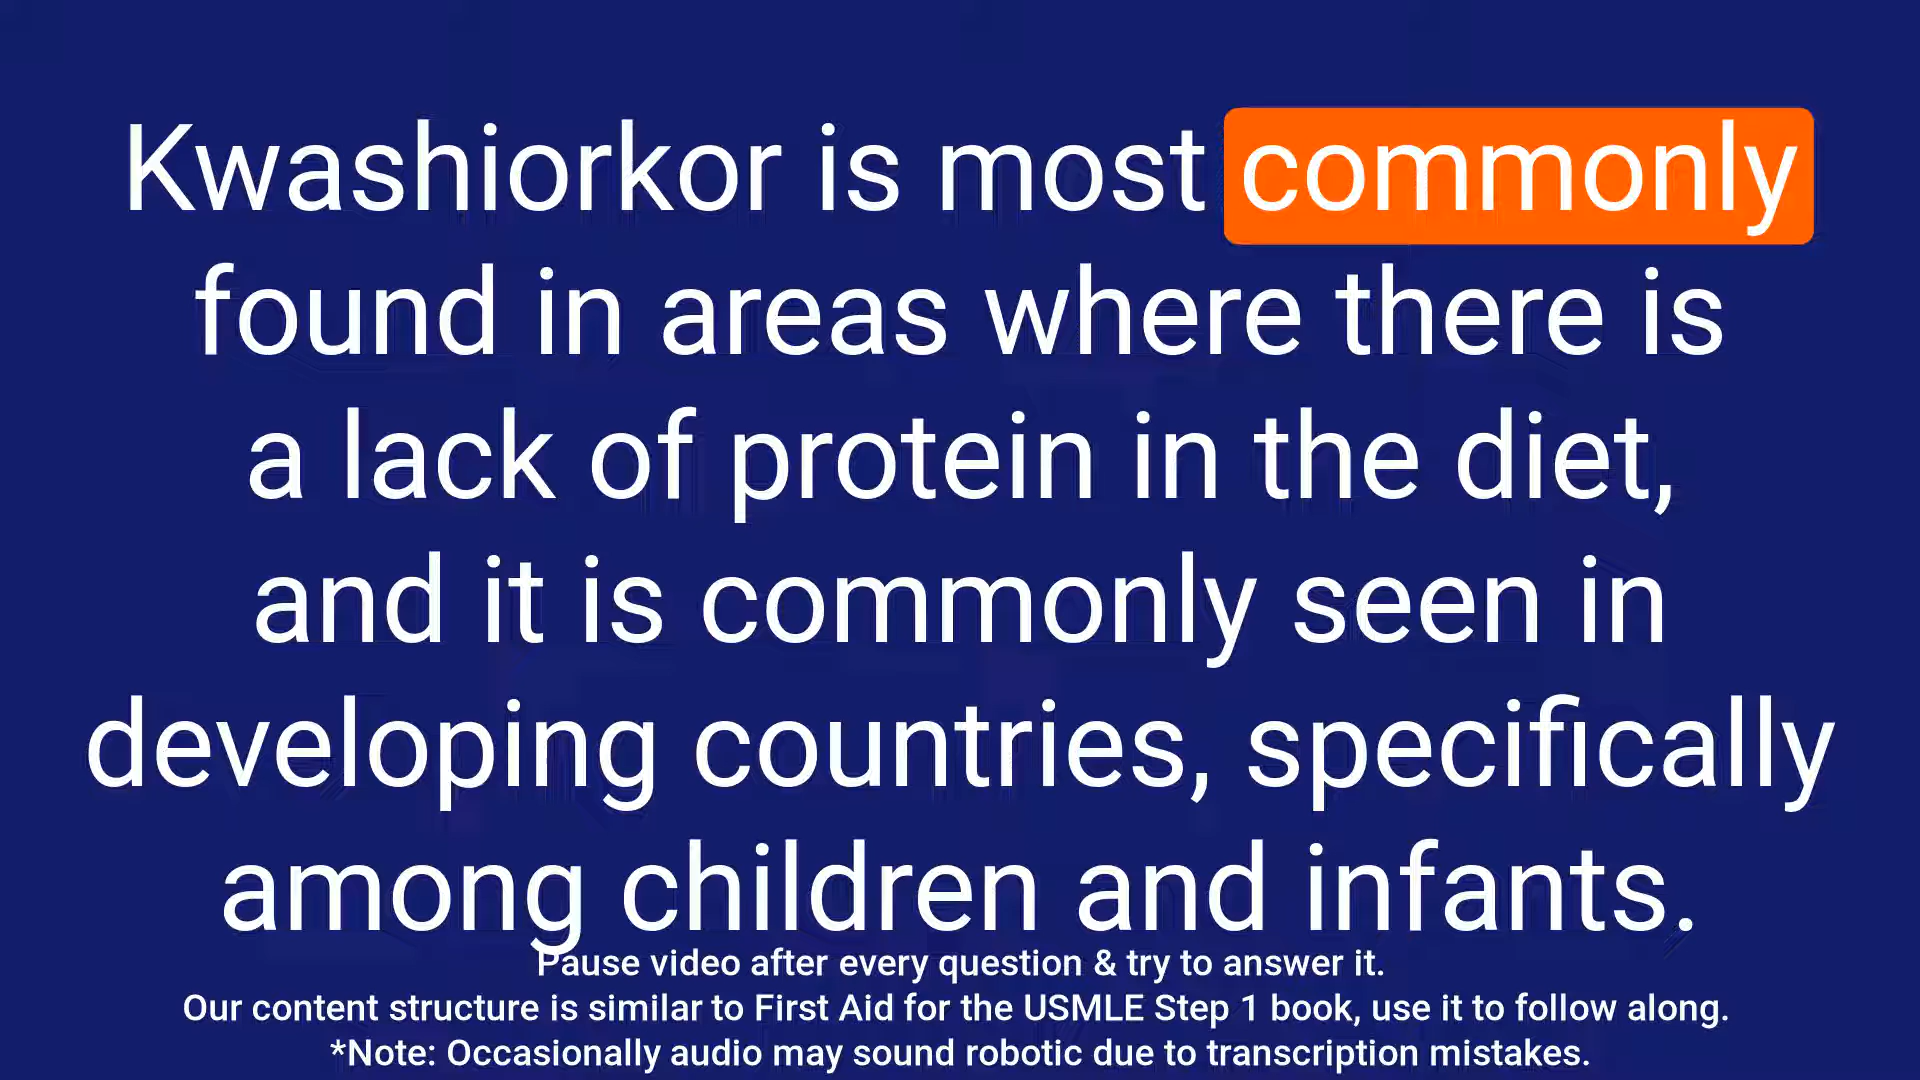 Kwashiorkor is most commonly
found in areas where there is
a lack of protein in the diet,
and it is commonly seen in
developing countries, specifically
among children and infants.
Pause video after every question & try to answer it.
Our content structure is similar to First Aid for the USMLE Step 1 book, use it to follow along.
*Note: Occasionally audio may sound robotic due to transcription mistakes.